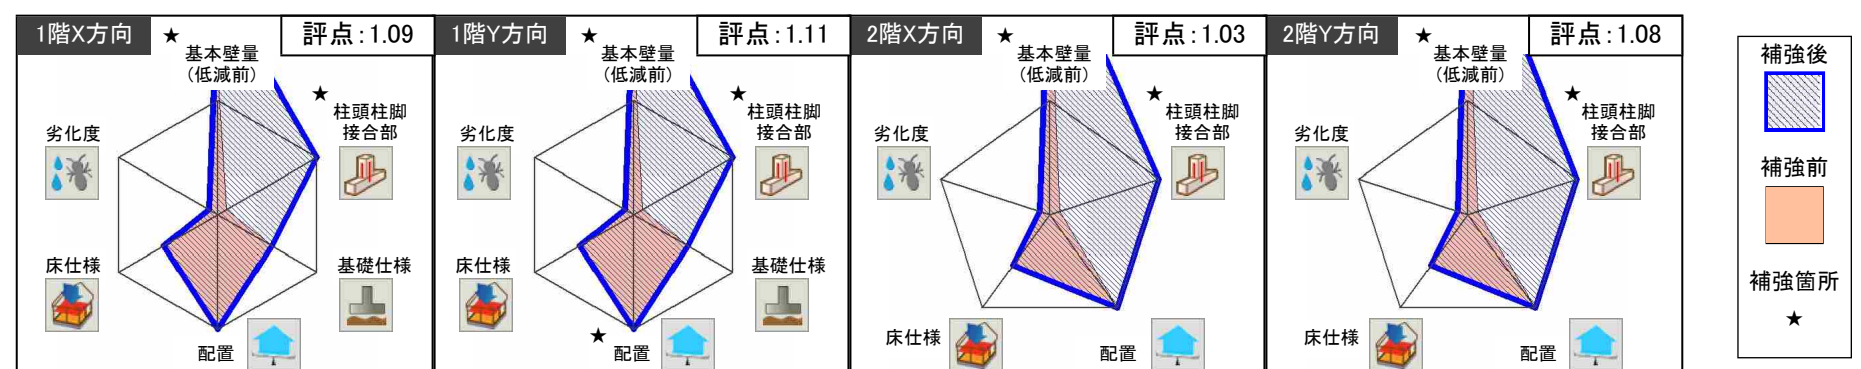 1階X方向
★
評点:1.09
基本壁量
(低減前)
★
柱頭柱脚
接合部
劣化度
床仕様
基礎仕様
配置
1階Y方向
★
評点:1.11
基本壁量
(低減前)
★
柱頭柱脚
接合部
劣化度
床仕様
基礎仕様
★
配置
2階X方向
★
評点:1.03
基本壁量
(低減前)
★
柱頭柱脚
接合部
劣化度
床仕様
配置
2階Y方向
★
評点:1.08
基本壁量
(低減前)
★
柱頭柱脚
接合部
劣化度
床仕様
配置
補強後
補強前
補強箇所
★